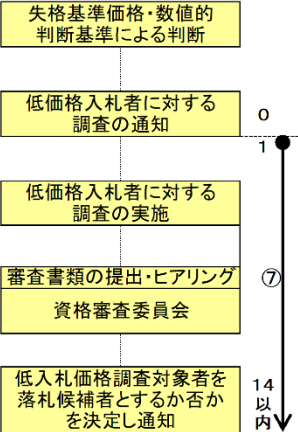 失格基準価格・数値的
判断基準による判断
低価格入札者に対する
調査の通知
0
1
低価格入札者に対する
調査の実施
審査書類の提出・ヒアリング
⑦
資格審査委員会
低入札価格調査対象者を
落札候補者とするか否か
を決定し通知
14
以
内